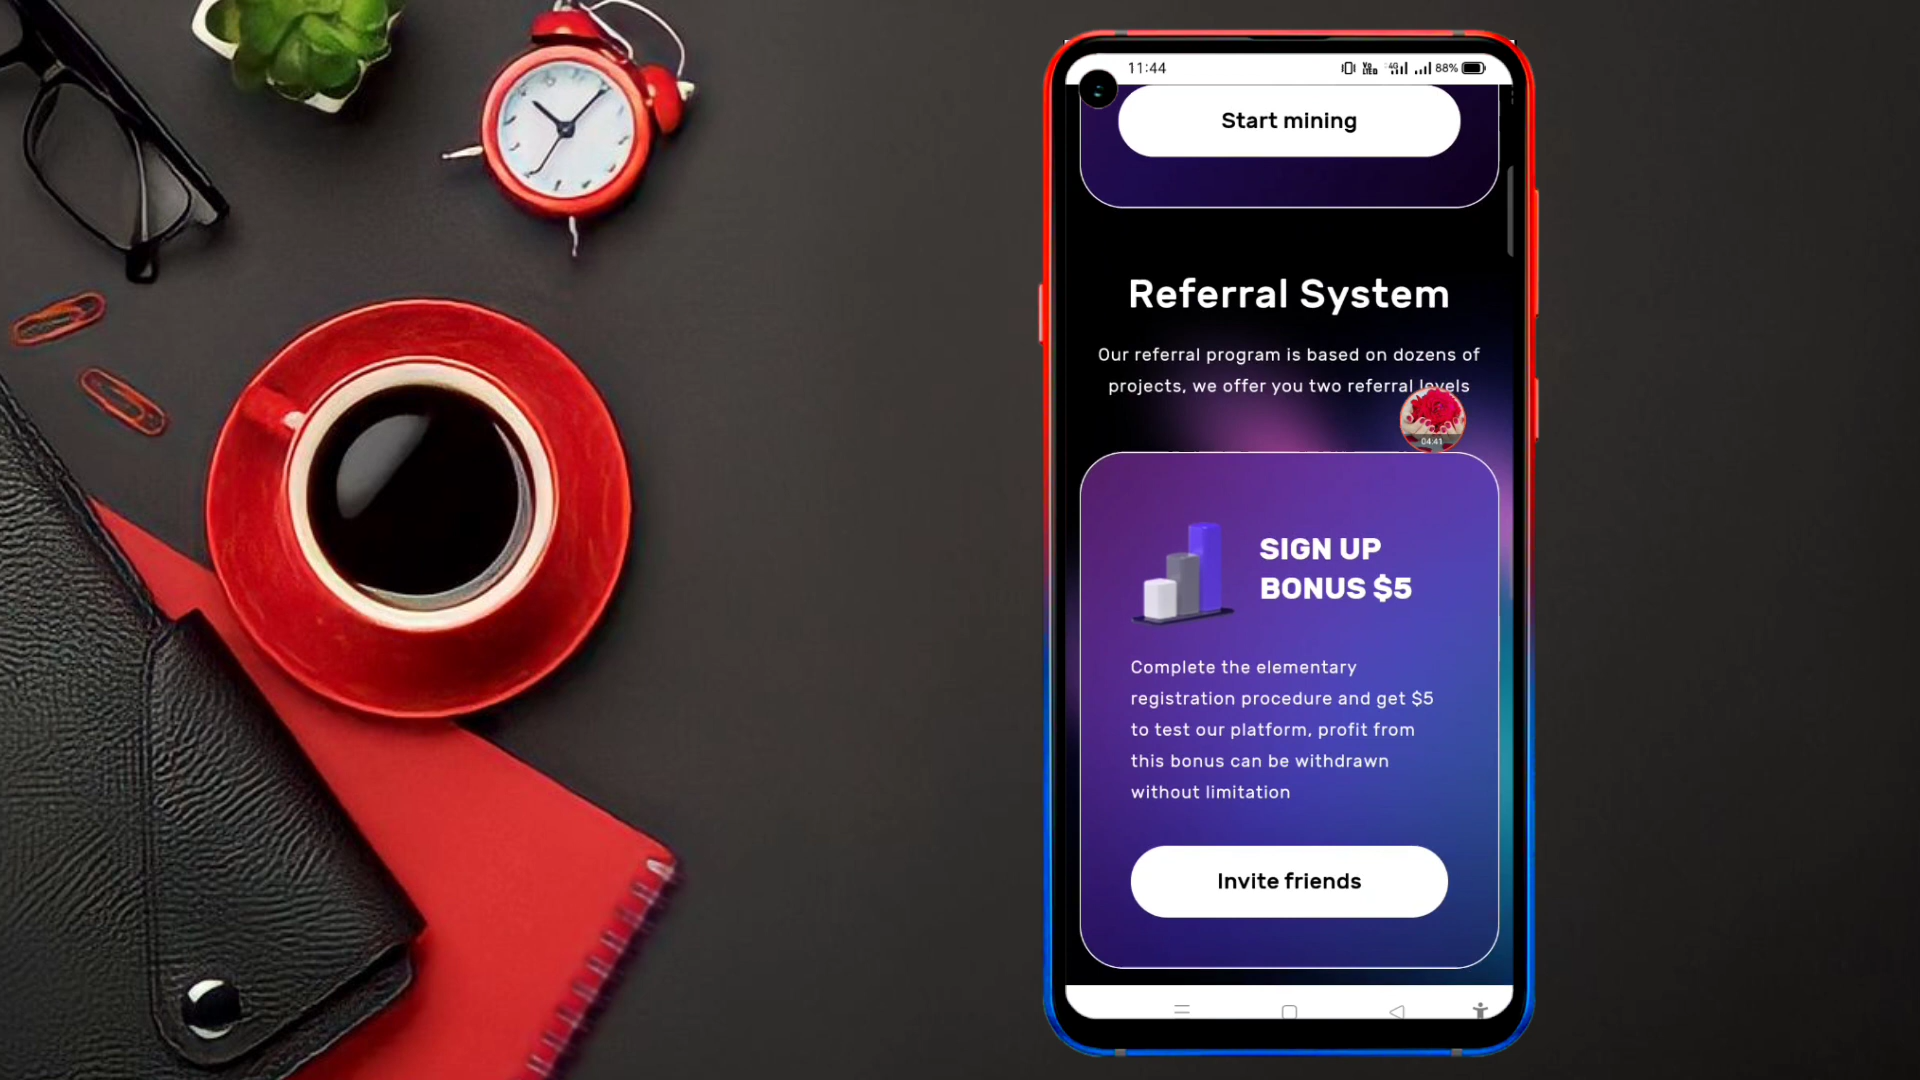 11:44
4G
88%
Start mining
Referral System
Our referral program is based on dozens of
projects, we offer you two referral levels
04:41
SIGN UP
BONUS $5
Complete the elementary
registration procedure and get $5
to test our platform, profit from
this bonus can be withdrawn
without limitation
Invite friends